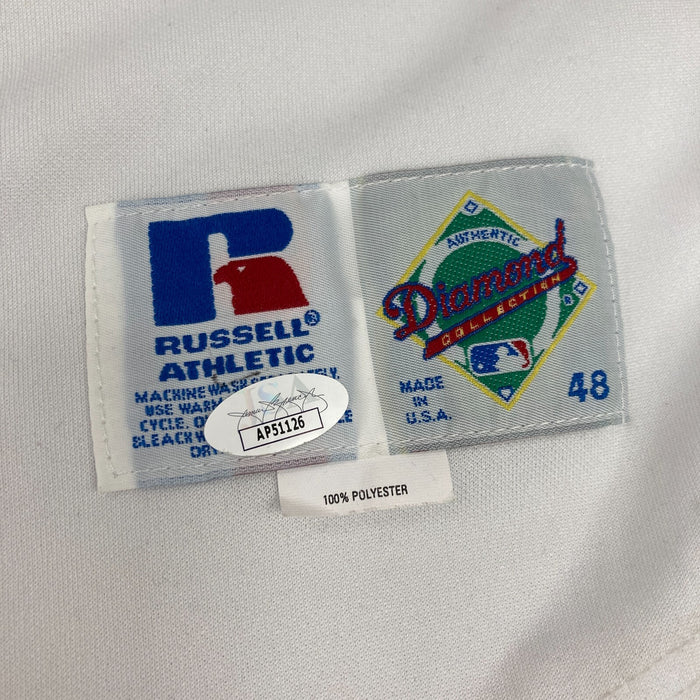 RUSSELL®
ATHLETIC
MACHINE WASH
USE WARM
CYCLE.
BLEACH
AP51126
AUTHENTIC
Diamond
COLLECTION
MADE IN
U.S.A.
48
100% POLYESTER